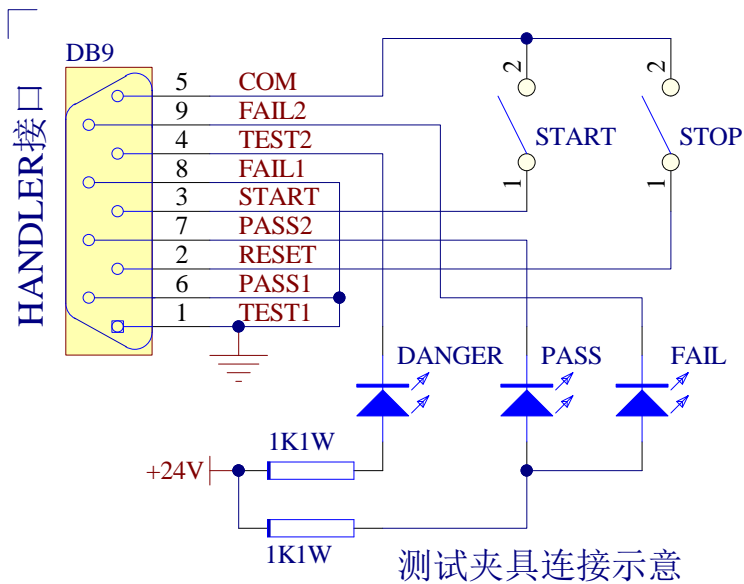 DB9
HANDLER接口
5 COM
9 FAIL2
4 TEST2
8 FAIL1
3 START
7 PASS2
2 RESET
6 PASS1
1 TEST1
2
START
1
2
STOP
1
DANGER
PASS
FAIL
1K1W
+24V
1K1W
测试夹具连接示意